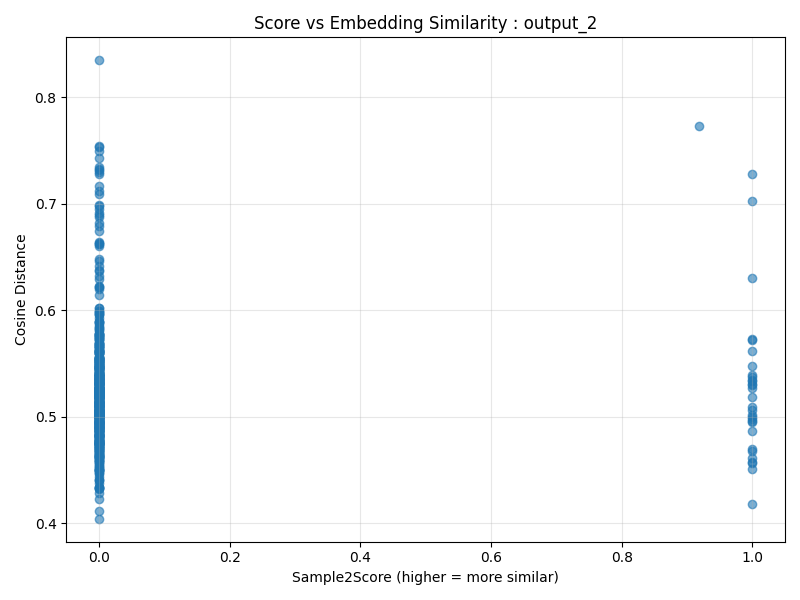 Score vs Embedding Similarity : output_2
Cosine Distance
0.8
0.7
0.6
0.5
0.4
0.0 0.2 0.4 0.6 0.8 1.0
Sample2Score (higher = more similar)